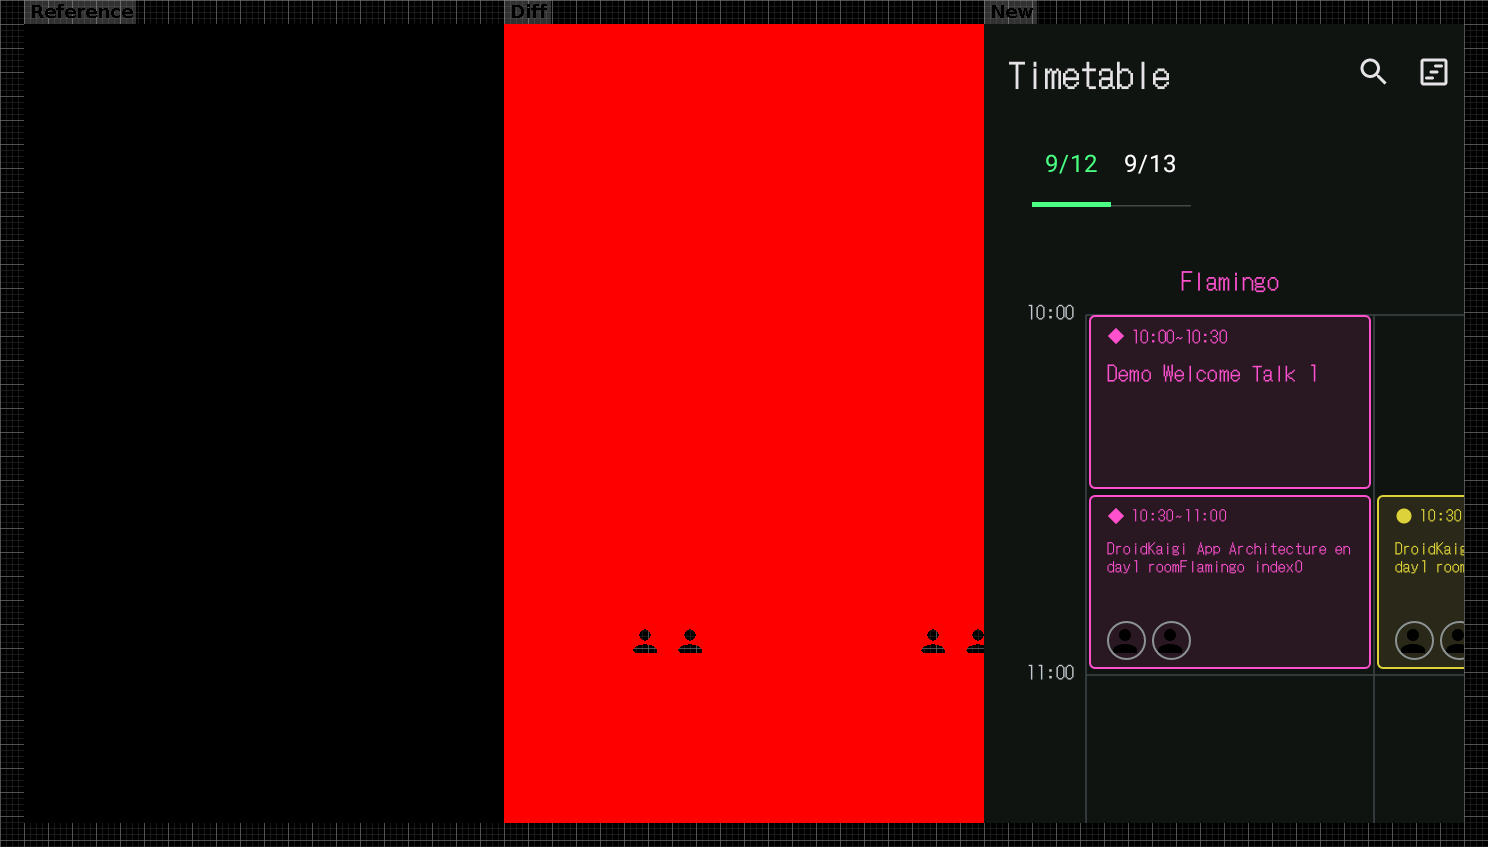 Reference
Diff
New
Timetable
9/12 9/13
Flamingo
10:00
10:00~10:30
Demo Welcome Talk 1
10:30~11:00
DroidKaigi App Architecture en
day1 roomFlamingo index0
10:30
DroidKaig
day1 room
11:00